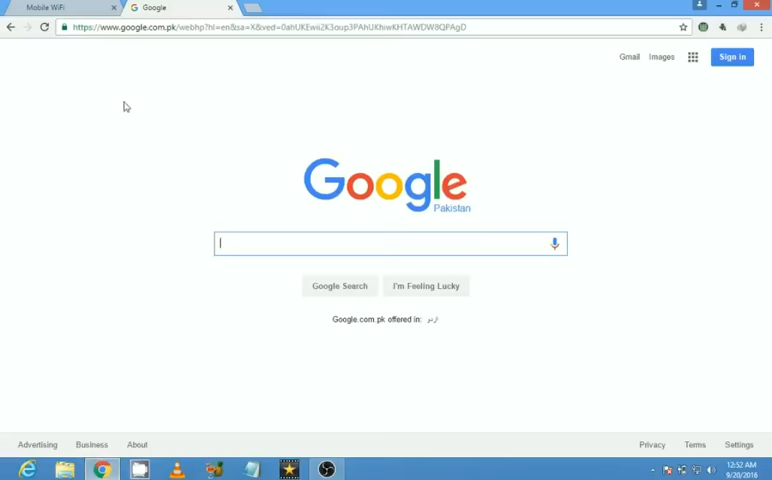 Mobile WiFi
Google
https://www.google.com.pk/webhp?hl=en&sa=X&ved=0ahUKEwii2K3oup3PAhUKhiwKHTAWDW8QPAgD
Gmail Images Sign in
Google
Pakistan
Google Search I'm Feeling Lucky
Google.com.pk offered in: اردو
Advertising Business About Privacy Terms Settings
12:52 AM
9/20/2016